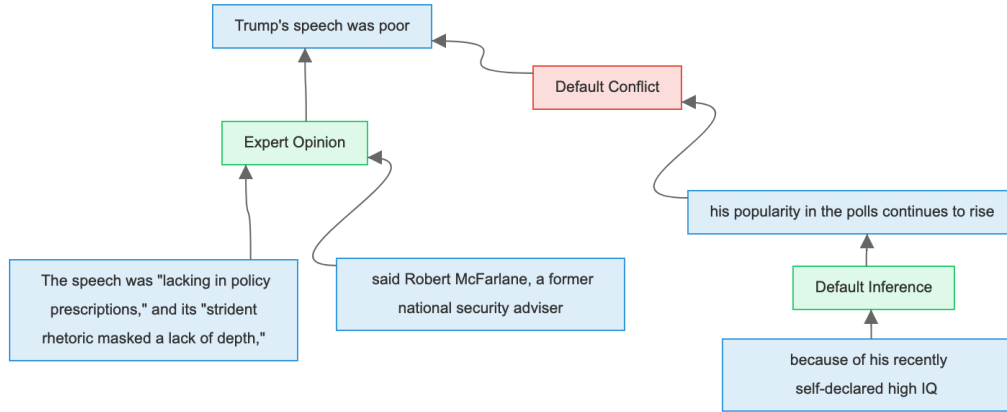 Trump's speech was poor
Default Conflict
Expert Opinion
his popularity in the polls continues to rise
The speech was "lacking in policy
prescriptions," and its "strident
rhetoric masked a lack of depth,"
said Robert McFarlane, a former
national security adviser
Default Inference
because of his recently
self-declared high IQ